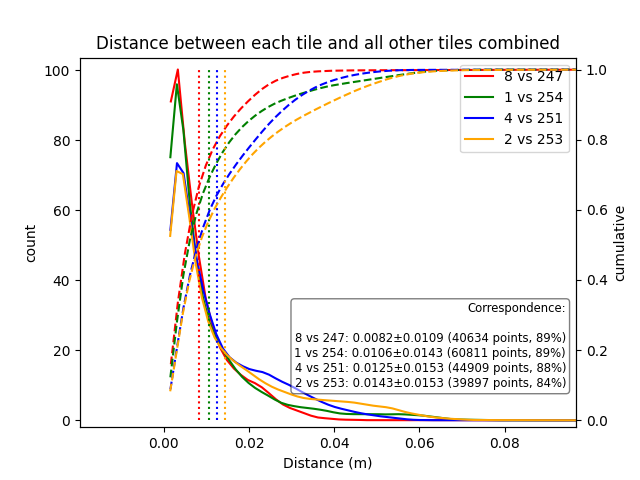 Distance between each tile and all other tiles combined
100
80
60
40
20
0
count
1.0
0.8
0.6
0.4
0.2
0.0
cumulative
8 vs 247
1 vs 254
4 vs 251
2 vs 253
Correspondence:
8 vs 247: 0.0082±0.0109 (40634 points, 89%)
1 vs 254: 0.0106±0.0143 (60811 points, 89%)
4 vs 251: 0.0125±0.0153 (44909 points, 88%)
2 vs 253: 0.0143±0.0153 (39897 points, 84%)
0.00 0.02 0.04 0.06 0.08
Distance (m)